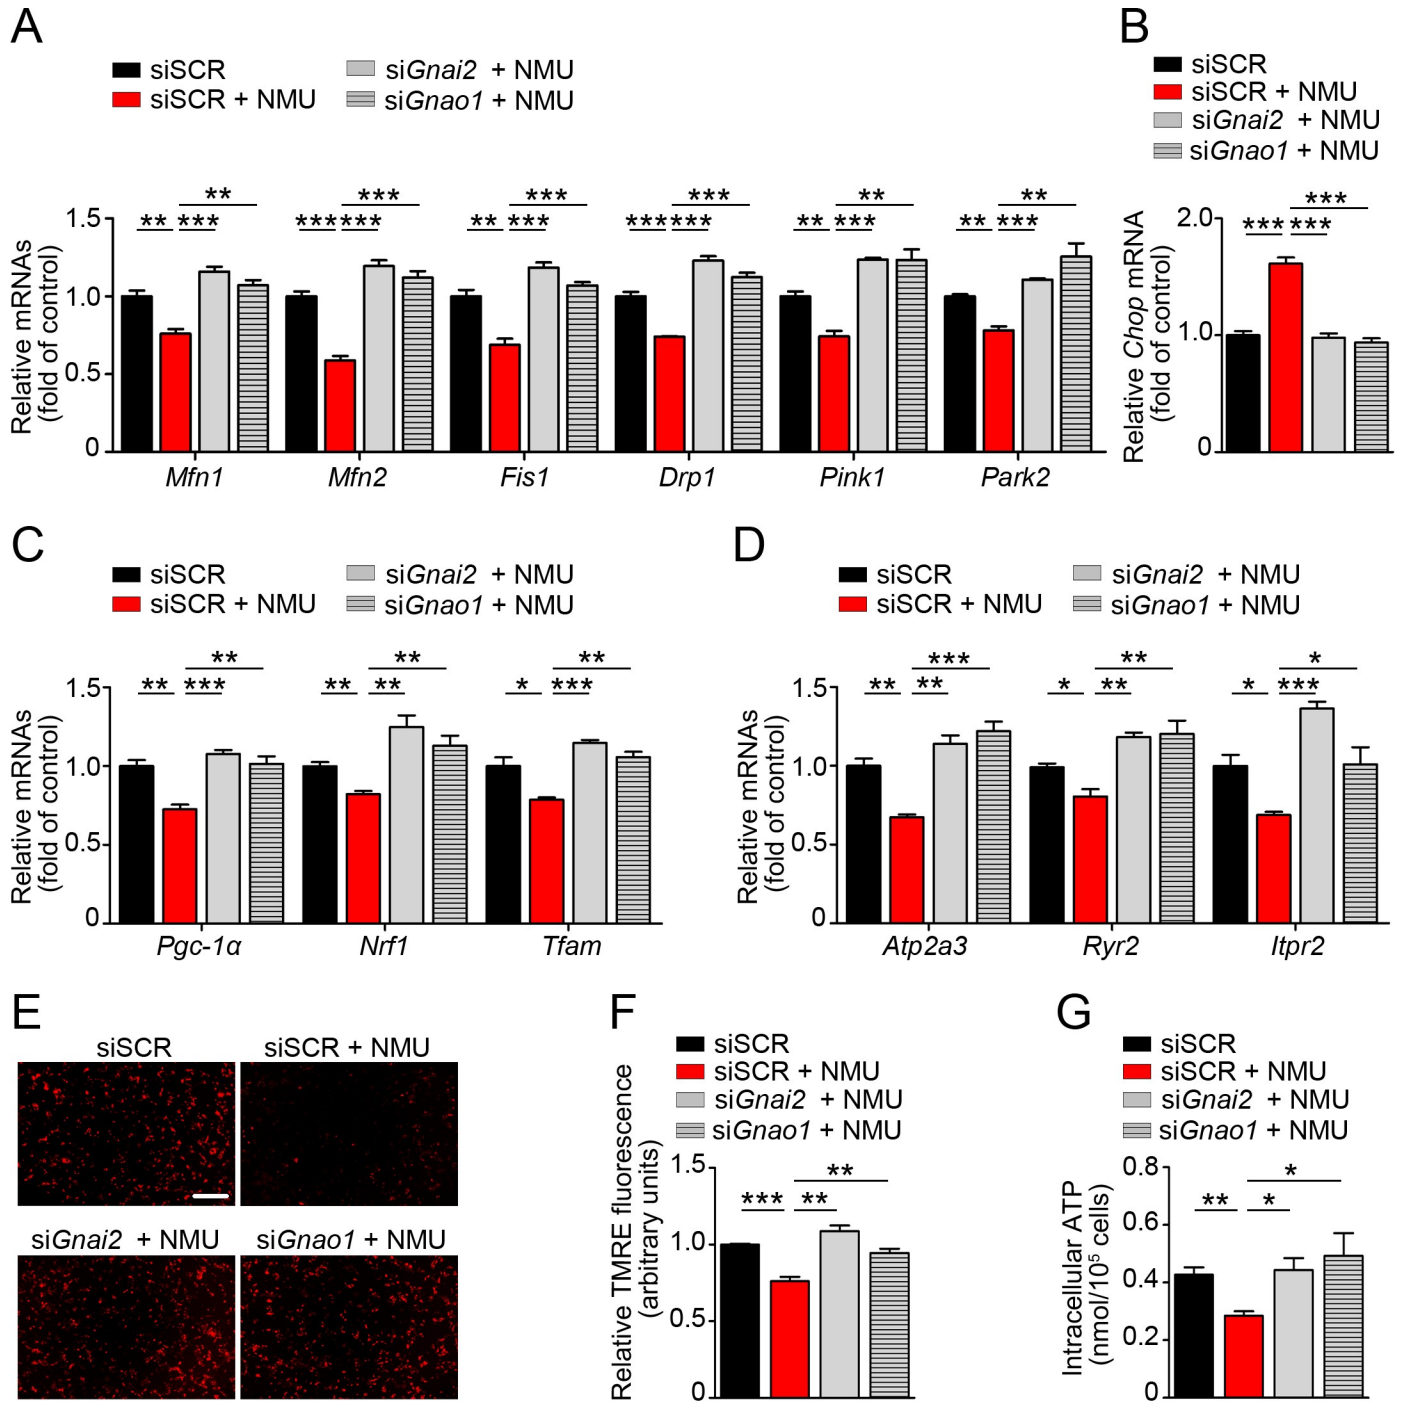 A
siSCR
siSCR + NMU
siGnai2 + NMU
siGnao1 + NMU
Relative mRNAs
(fold of control)
1.5
1.0
0.5
0
** *** **
*** *** ***
** *** ***
*** *** ***
** *** **
** *** **
Mfn1 Mfn2 Fis1 Drp1 Pink1 Park2
B
siSCR
siSCR + NMU
siGnai2 + NMU
siGnao1 + NMU
Relative Chop mRNA
(fold of control)
2.0
1.0
0
*** *** ***
C
siSCR
siSCR + NMU
siGnai2 + NMU
siGnao1 + NMU
Relative mRNAs
(fold of control)
1.5
1.0
0.5
0
** *** **
** ** **
* *** **
Pgc-1α Nrf1 Tfam
D
siSCR
siSCR + NMU
siGnai2 + NMU
siGnao1 + NMU
Relative mRNAs
(fold of control)
1.5
1.0
0.5
0
** ** ***
* ** **
* *** *
Atp2a3 Ryr2 Itpr2
E
siSCR siSCR + NMU
siGnai2 + NMU siGnao1 + NMU
F
siSCR
siSCR + NMU
siGnai2 + NMU
siGnao1 + NMU
Relative TMRE fluorescence
(arbitrary units)
1.5
1.0
0.5
0
*** ** **
G
siSCR
siSCR + NMU
siGnai2 + NMU
siGnao1 + NMU
Intracellular ATP
(nmol/10⁵ cells)
0.8
0.6
0.4
0.2
0
** * *